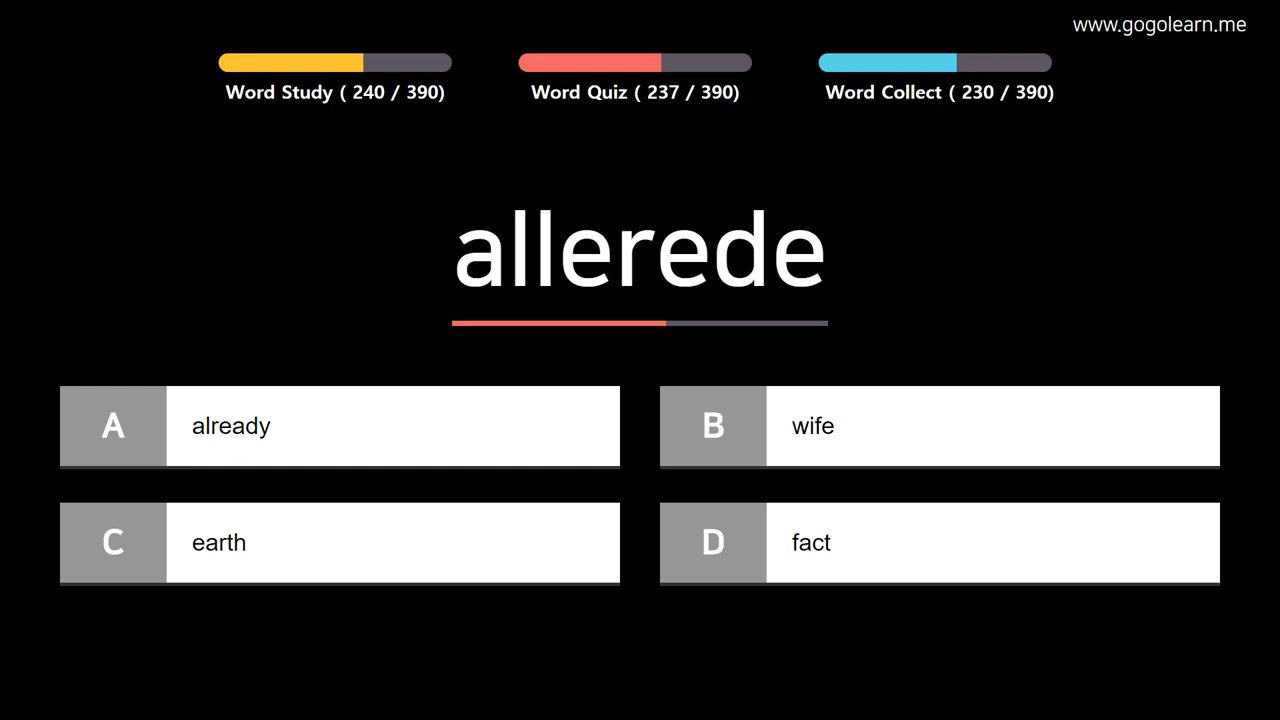 www.gogolearn.me
Word Study ( 240 / 390)
Word Quiz ( 237 / 390)
Word Collect ( 230 / 390)
allerede
A already
B wife
C earth
D fact